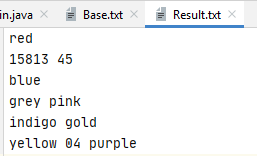 in.java Base.txt Result.txt
red
15813 45
blue
grey pink
indigo gold
yellow 04 purple